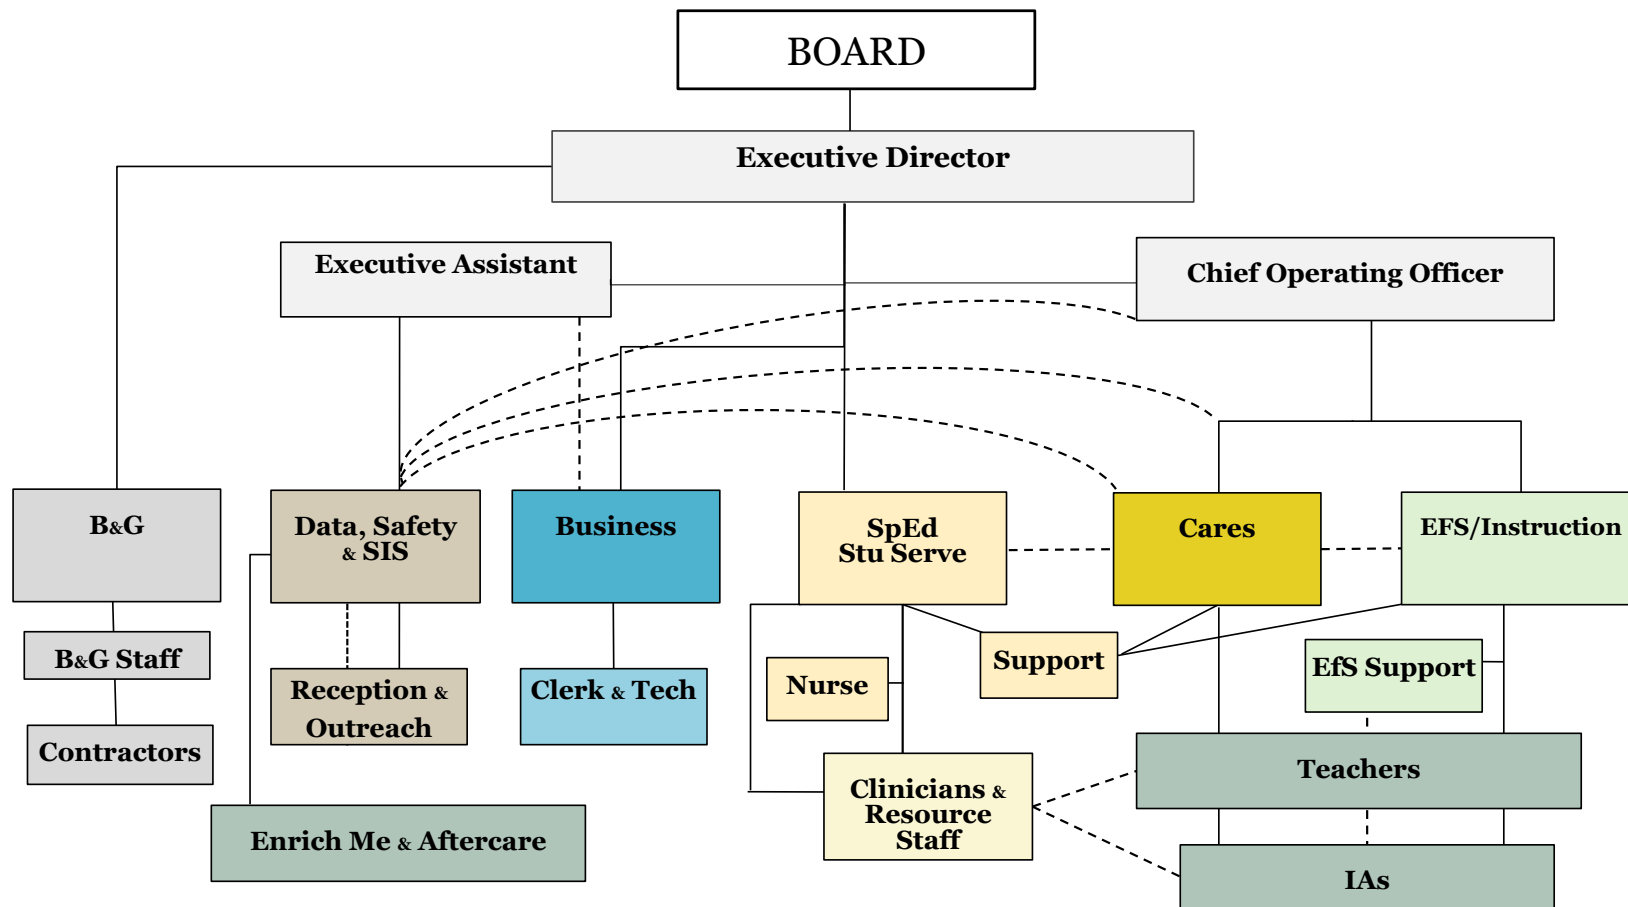 BOARD
Executive Director
Executive Assistant
Chief Operating Officer
B&G
Data, Safety
& SIS
Business
SpEd
Stu Serve
Cares
EFS/Instruction
B&G Staff
Contractors
Reception &
Outreach
Clerk & Tech
Nurse
Support
EfS Support
Clinicians &
Resource
Staff
Teachers
Enrich Me & Aftercare
IAs